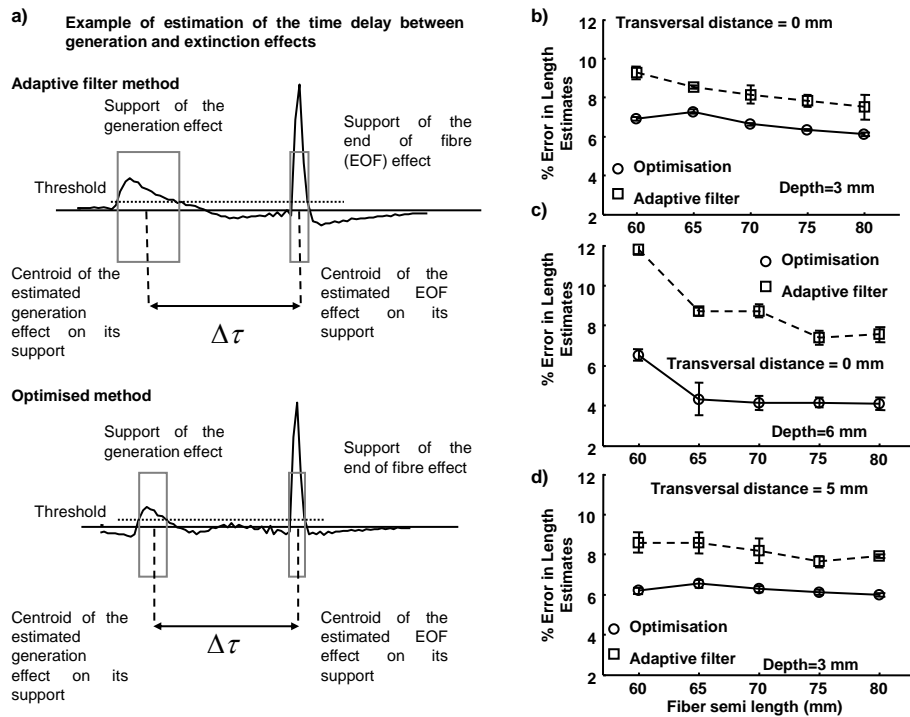 a)
Example of estimation of the time delay between
generation and extinction effects
Adaptive filter method
Support of the
generation effect
Support of the
end of fibre
(EOF) effect
Threshold
Centroid of the
estimated
generation
effect on its
support
Centroid of the
estimated EOF
effect on its
support
Δτ
Optimised method
Support of the
generation effect
Support of the
end of fibre effect
Threshold
Centroid of the
estimated
generation
effect on its
support
Centroid of the
estimated EOF
effect on its
support
Δτ
b)
Transversal distance = 0 mm
% Error in Length
Estimates
12
10
8
6
4
2
Optimisation
Adaptive filter
Depth=3 mm
60 65 70 75 80
c)
% Error in Length
Estimates
12
10
8
6
4
2
Optimisation
Adaptive filter
Transversal distance = 0 mm
Depth=6 mm
60 65 70 75 80
d)
Transversal distance = 5 mm
% Error in Length
Estimates
12
10
8
6
4
2
Optimisation
Adaptive filter
Depth=3 mm
60 65 70 75 80
Fiber semi length (mm)